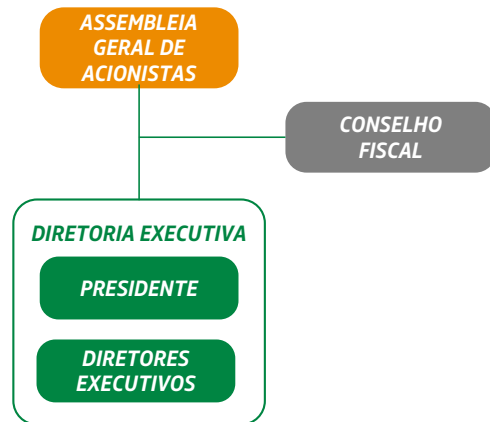 ASSEMBLEIA
GERAL DE
ACIONISTAS
CONSELHO
FISCAL
DIRETORIA EXECUTIVA
PRESIDENTE
DIRETORES
EXECUTIVOS